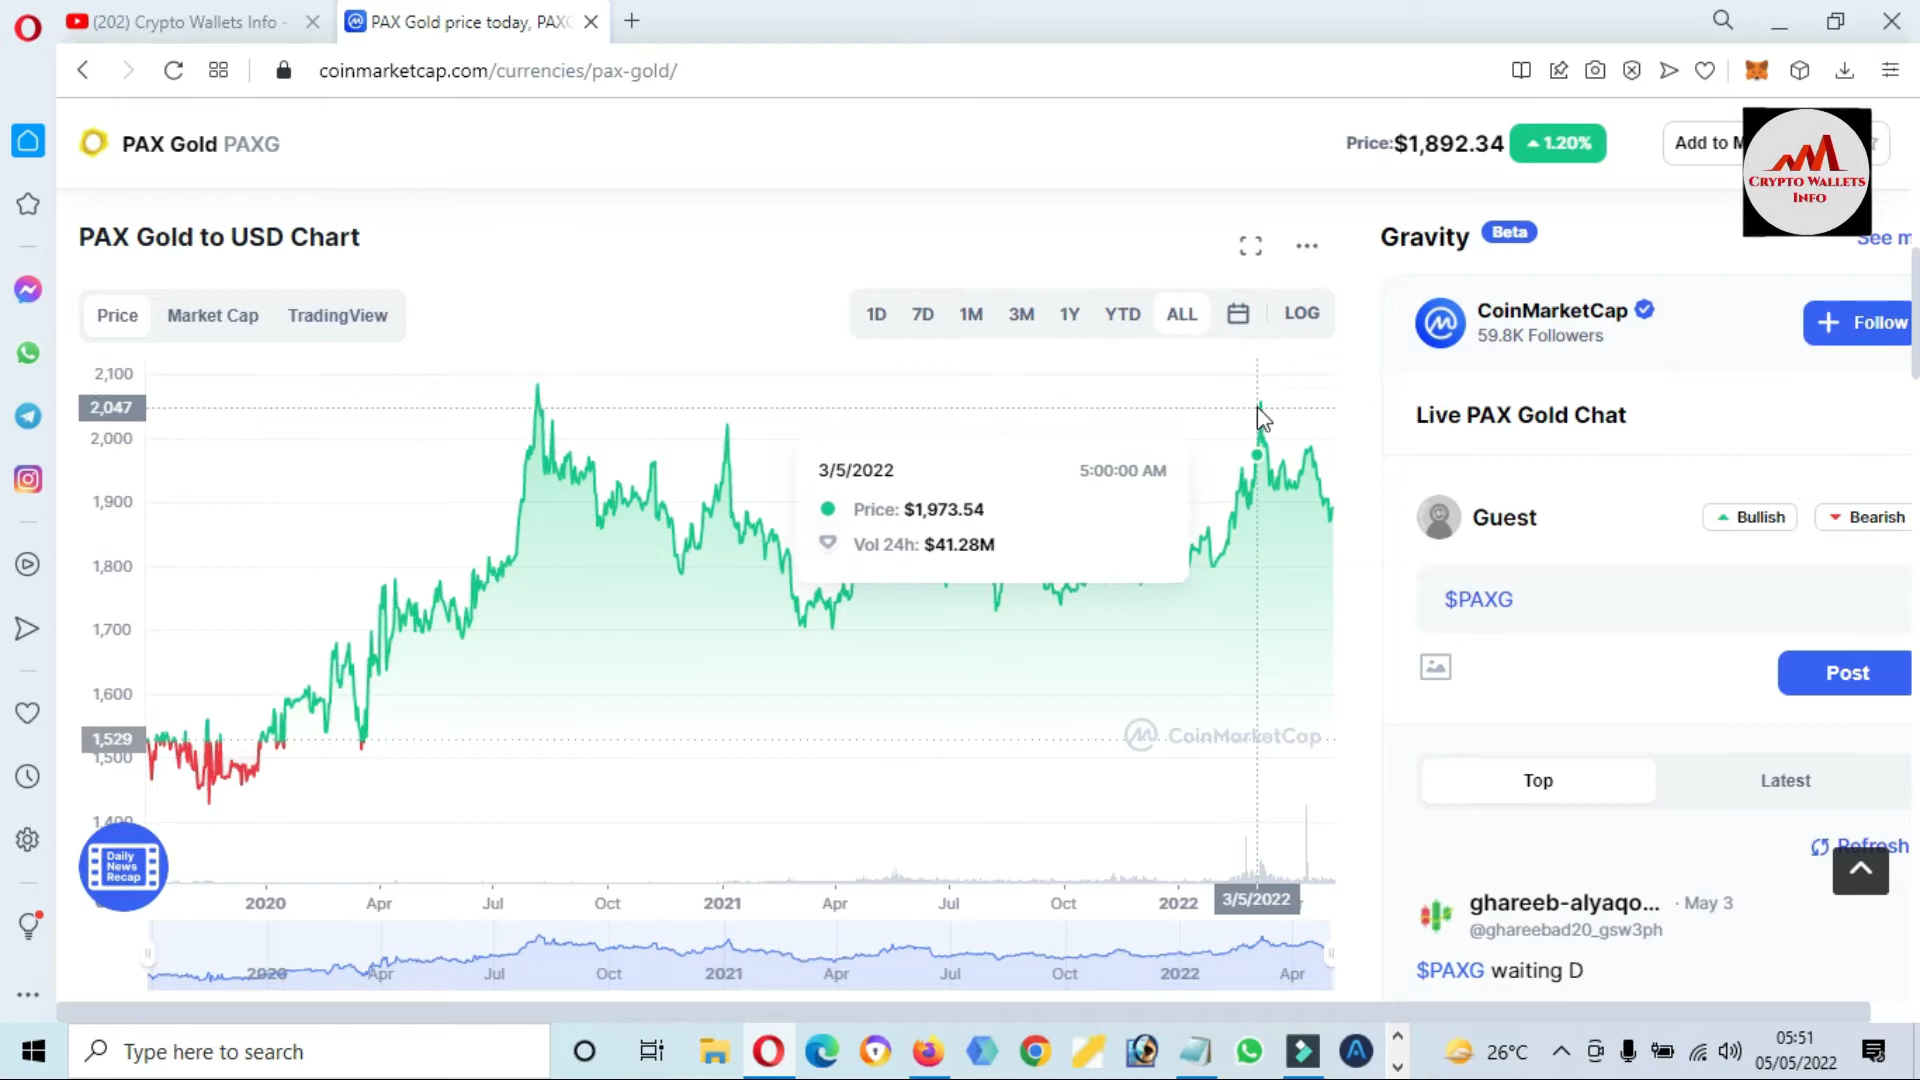 (202) Crypto Wallets Info -
PAX Gold price today, PAXG
coinmarketcap.com/currencies/pax-gold/
PAX Gold PAXG
Price:$1,892.34
1.20%
Add to M
CRYPTO WALLETS
INFO
PAX Gold to USD Chart
Gravity Beta
See m
Price Market Cap TradingView
1D 7D 1M 3M 1Y YTD ALL LOG
CoinMarketCap
59.8K Followers
Follow
2,100
2,047
2,000
1,900
1,800
1,700
1,600
1,529
1,500
1,400
3/5/2022 5:00:00 AM
Price: $1,973.54
Vol 24h: $41.28M
CoinMarketCap
Live PAX Gold Chat
Guest
Bullish
Bearish
$PAXG
Post
Top Latest
Refresh
Daily
News
Recap
2020 Apr Jul Oct 2021 Apr Jul Oct 2022 3/5/2022
2020 Apr Jul Oct 2021 Apr Jul Oct 2022 Apr
ghareeb-alyaqo... · May 3
@ghareebad20_gsw3ph
$PAXG waiting D
Type here to search
26°C
05:51
05/05/2022